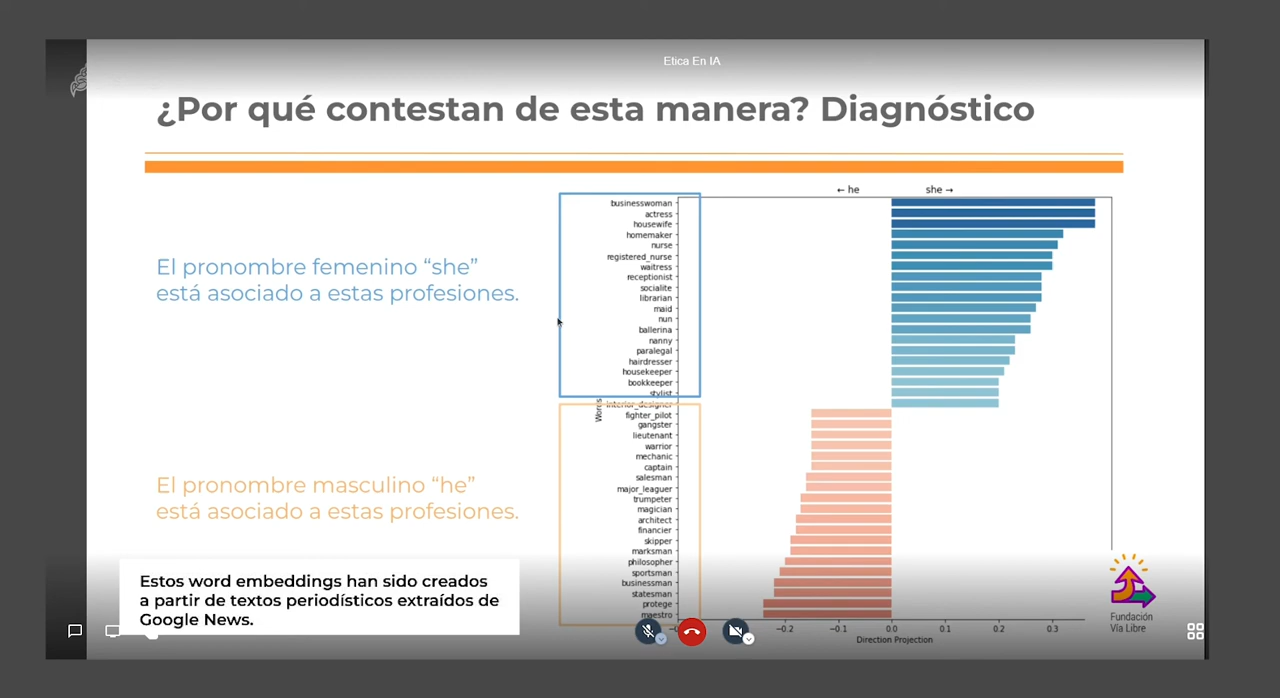 Etica En IA
¿Por qué contestan de esta manera? Diagnóstico
← he
she →
El pronombre femenino “she”
está asociado a estas profesiones.
businesswoman
actress
housewife
homemaker
nurse
registered_nurse
waitress
receptionist
socialite
librarian
maid
nun
ballerina
nanny
paralegal
hairdresser
housekeeper
bookkeeper
stylist
interior_designer
Words
fighter_pilot
gangster
lieutenant
warrior
mechanic
captain
salesman
major_leaguer
trumpeter
magician
architect
financier
skipper
marksman
philosopher
sportsman
businessman
statesman
protege
maestro
El pronombre masculino “he”
está asociado a estas profesiones.
Estos word embeddings han sido creados
a partir de textos periodísticos extraídos de
Google News.
−0.2 −0.1 0.0 0.1 0.2 0.3
Direction Projection
Fundación
Vía Libre